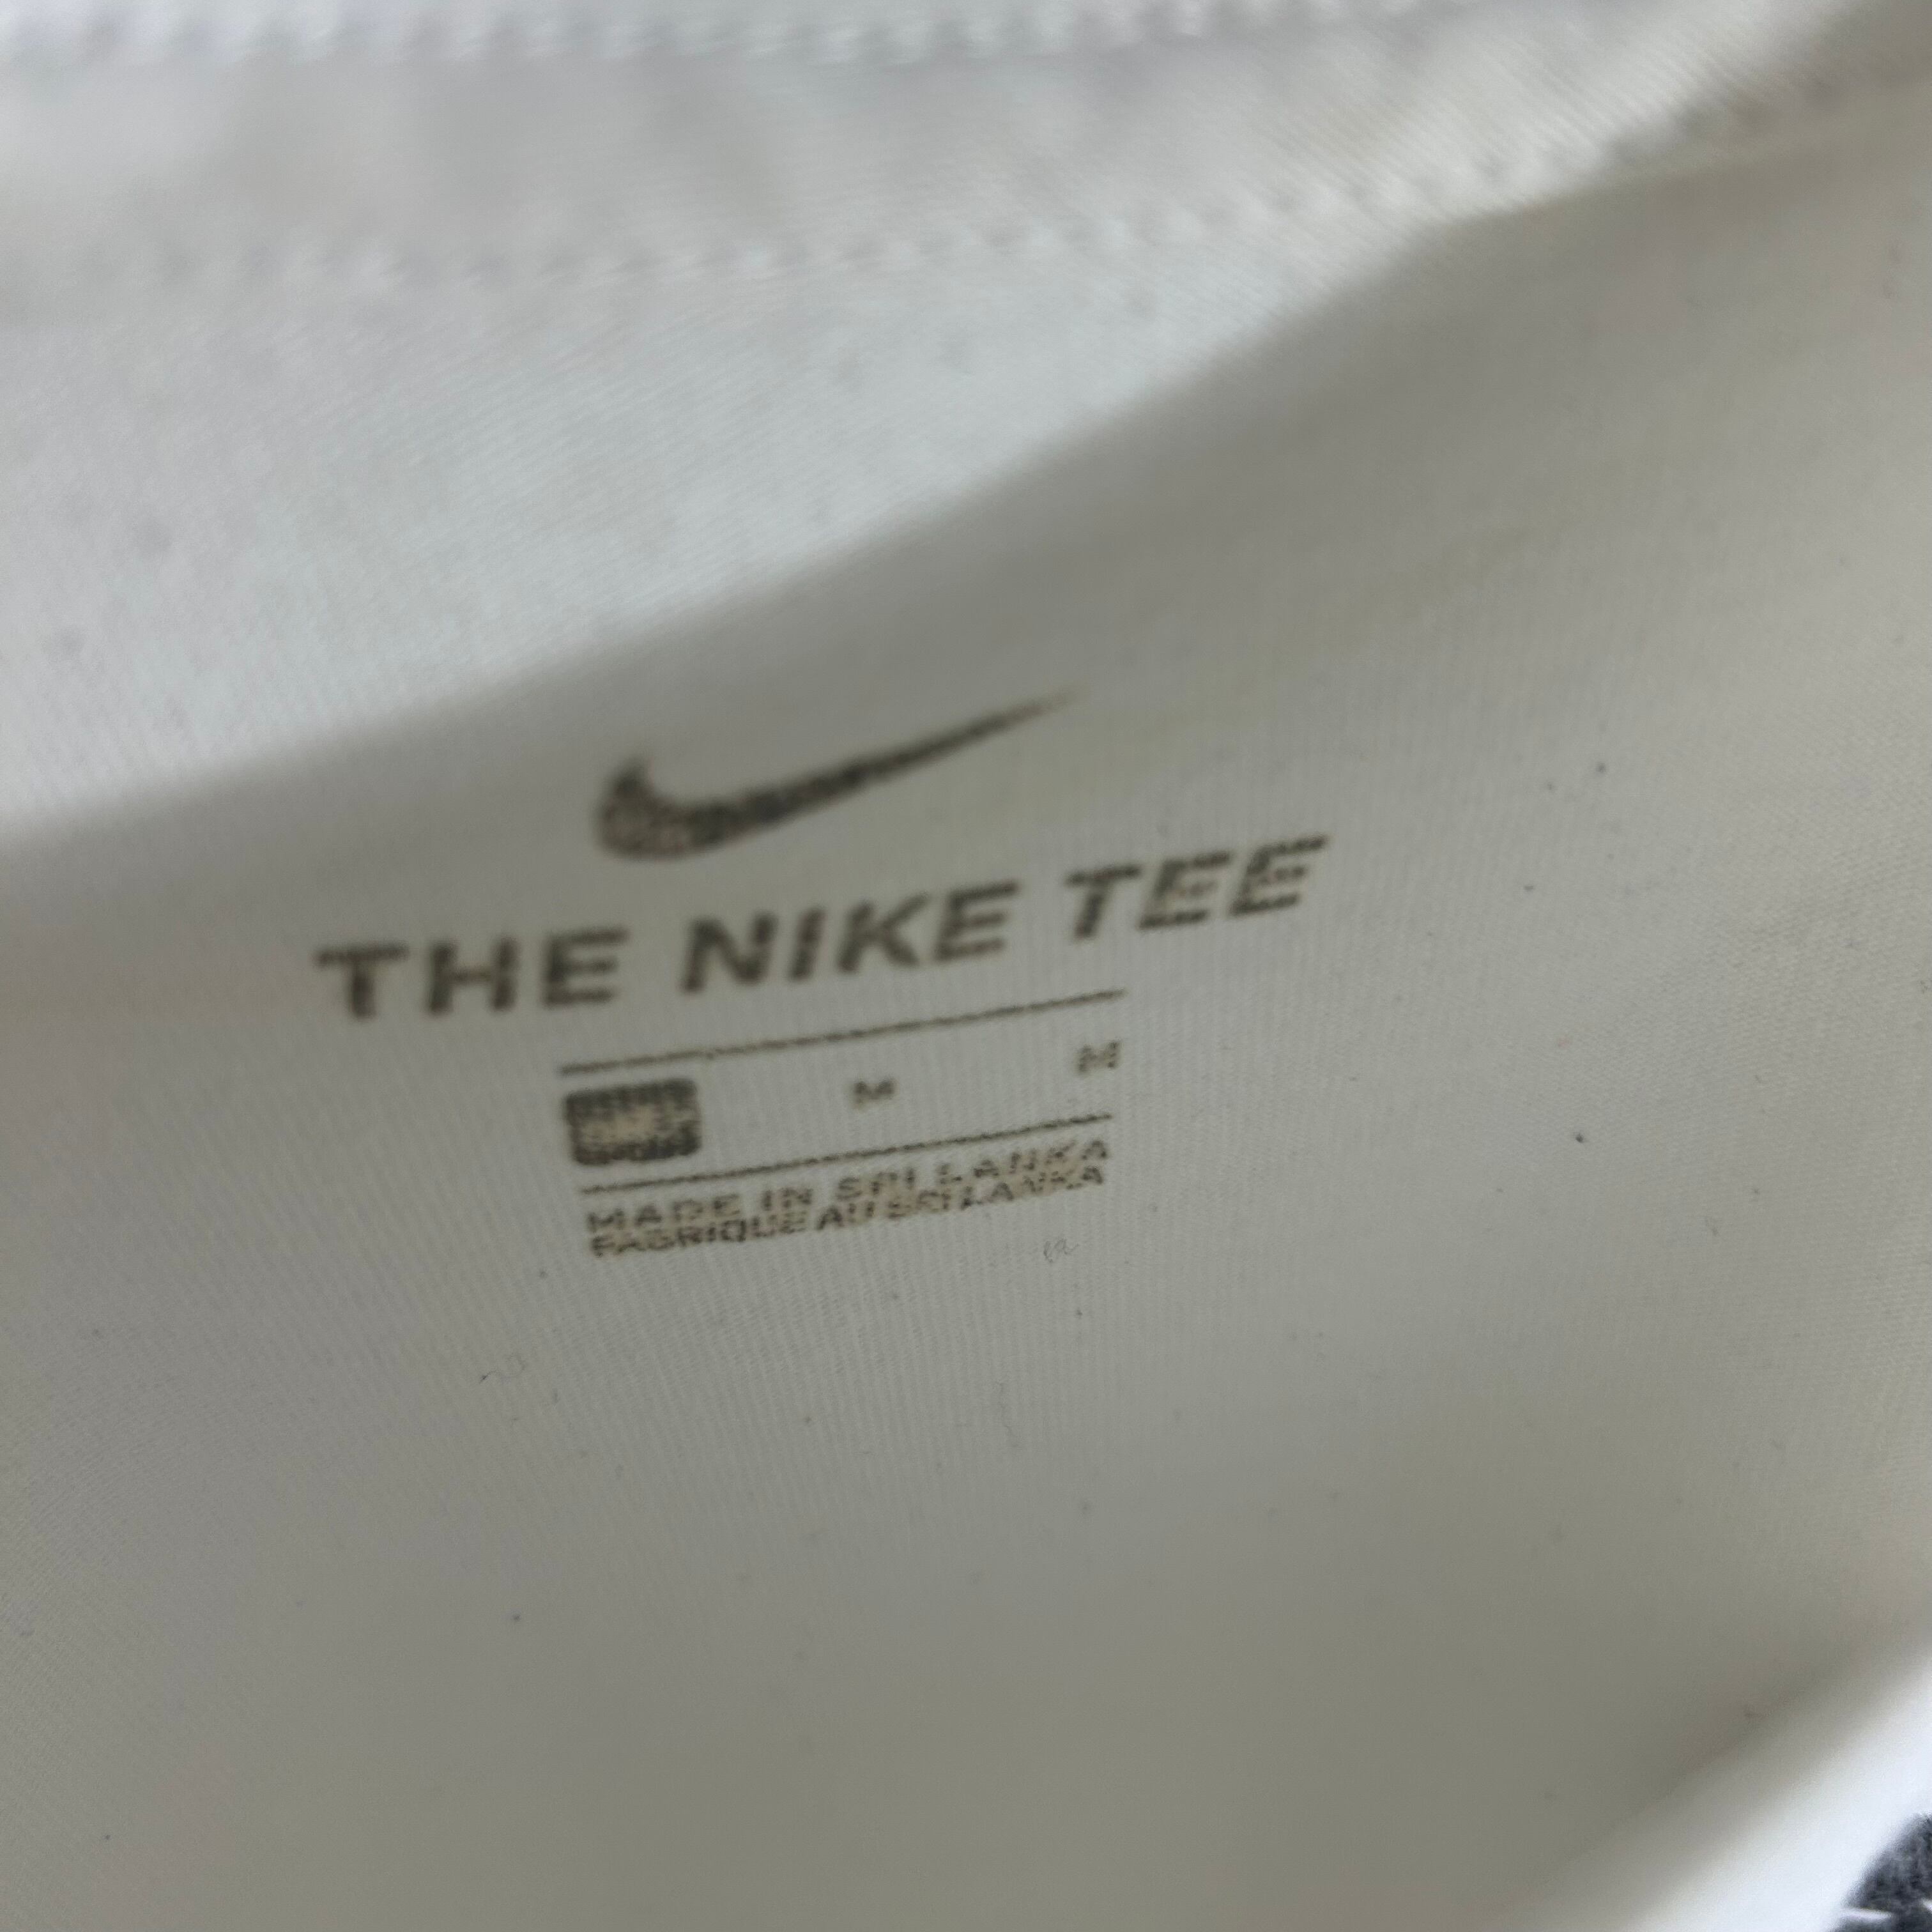 THE NIKE TEE
M M
MADE IN SRI LANKA
FABRIQUE AU SRI LANKA